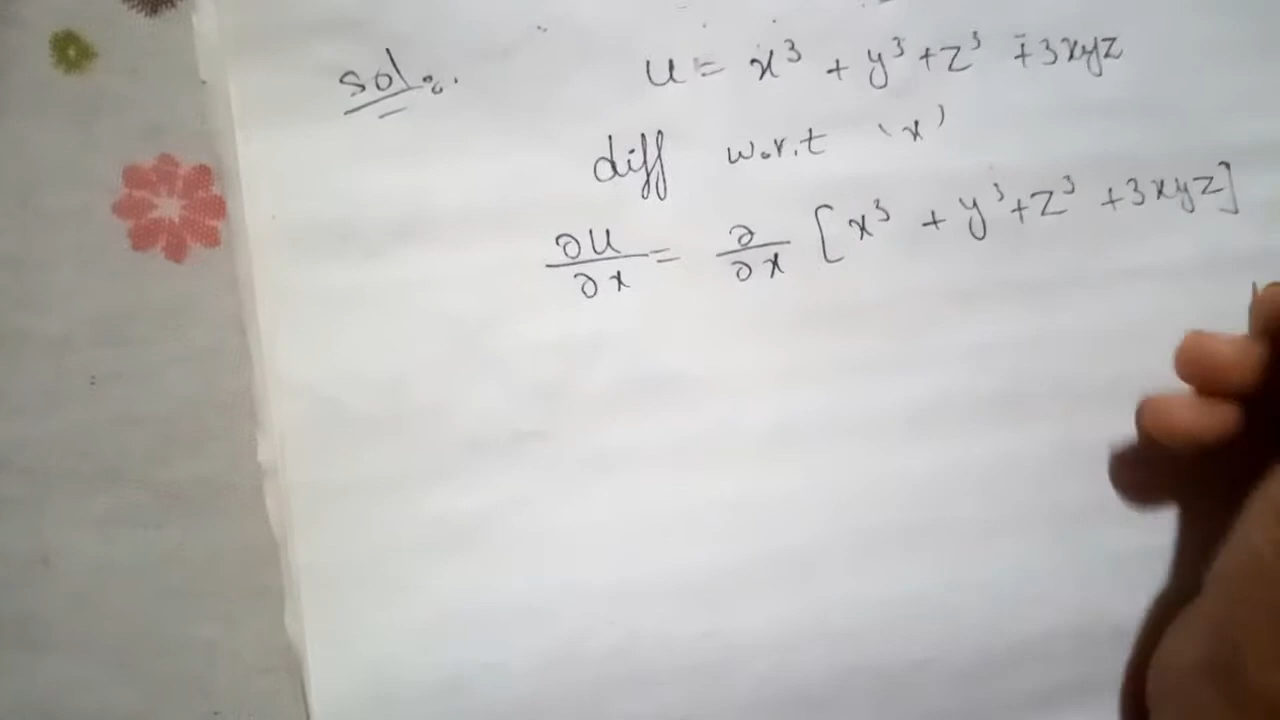 Sol:. u = x³ + y³ + z³ + 3xyz
diff w.r.t 'x'
∂u/∂x = ∂/∂x [x³ + y³ + z³ + 3xyz]